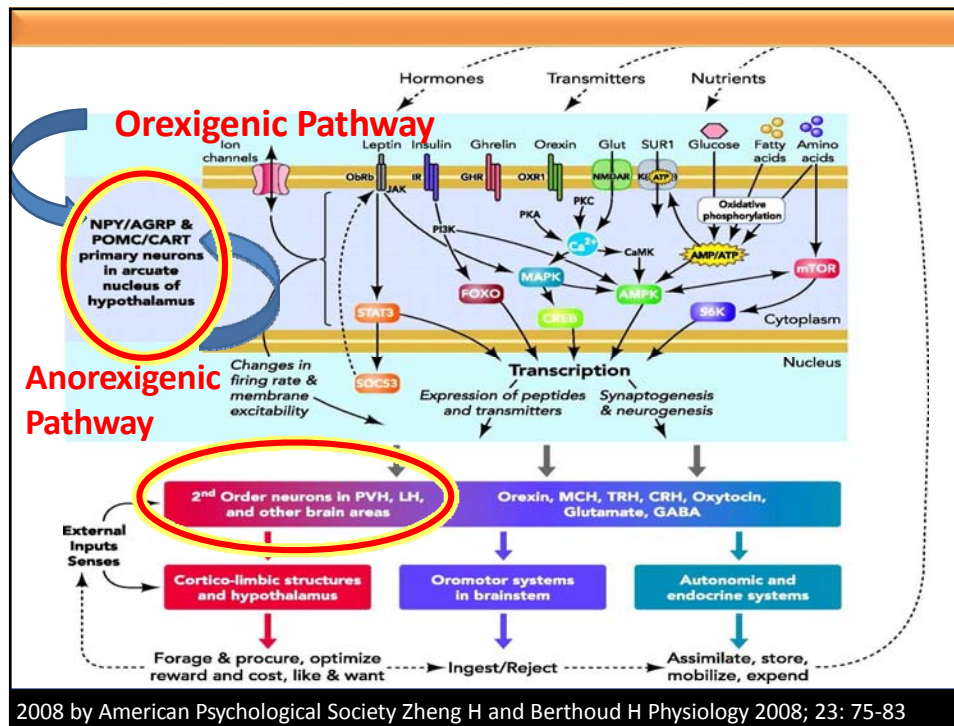 Hormones Transmitters Nutrients
Orexigenic Pathway
Ion channels
Leptin Insulin Ghrelin Orexin Glut SUR1 Glucose Fatty acids Amino acids
ObRb IR GHR OXR1 NMDAR ATP
JAK
Oxidative phosphorylation
PKA PKC
PI3K
Ca2+
CaMK
AMP/ATP
mTOR
NPY/AGRP &
POMC/CART
primary neurons
in arcuate
nucleus of
hypothalamus
MAPK
FOXO
AMPK
STAT3
CREB
S6K
Cytoplasm
Nucleus
Anorexigenic
Pathway
Changes in
firing rate &
membrane
excitability
SOCS3
Transcription
Expression of peptides
and transmitters
Synaptogenesis
& neurogenesis
2nd Order neurons in PVH, LH,
and other brain areas
Orexin, MCH, TRH, CRH, Oxytocin,
Glutamate, GABA
External
Inputs
Senses
Cortico-limbic structures
and hypothalamus
Oromotor systems
in brainstem
Autonomic and
endocrine systems
Forage & procure, optimize
reward and cost, like & want
Ingest/Reject
Assimilate, store,
mobilize, expend
2008 by American Psychological Society Zheng H and Berthoud H Physiology 2008; 23: 75-83